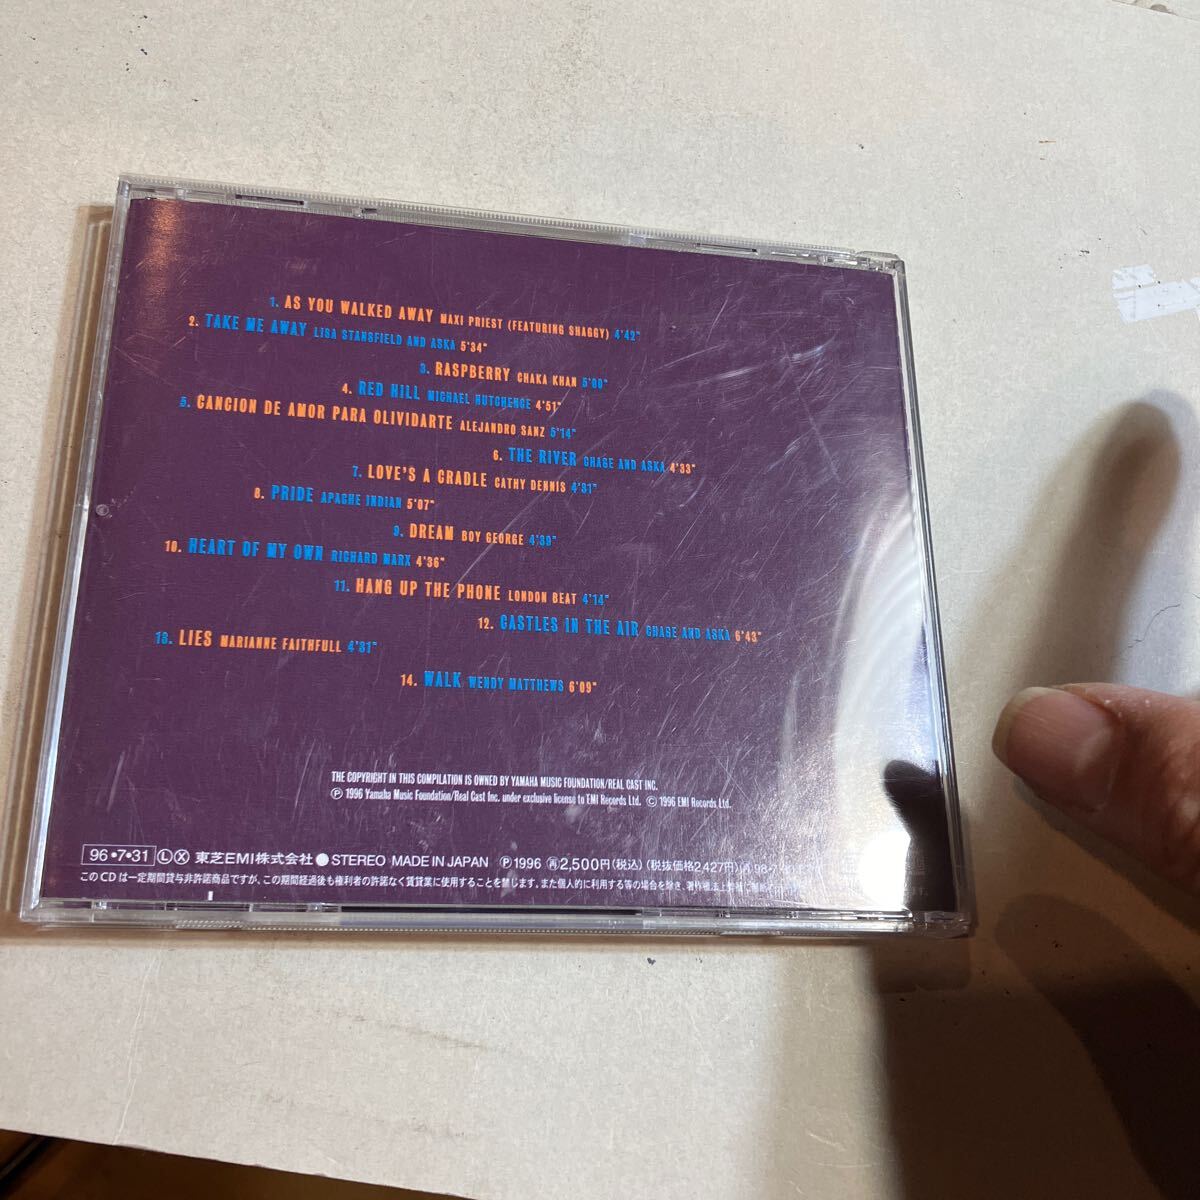 1. AS YOU WALKED AWAY MAXI PRIEST (FEATURING SHAGGY) 4'42"
2. TAKE ME AWAY LISA STANSFIELD AND ASKA 5'34"
3. RASPBERRY CHAKA KHAN 5'00"
4. RED HILL MICHAEL HUTCHENCE 4'51"
5. CANCION DE AMOR PARA OLIVIDARTE ALEJANDRO SANZ 5'14"
6. THE RIVER CHAGE AND ASKA 4'33"
7. LOVE'S A CRADLE CATHY DENNIS 4'31"
8. PRIDE APACHE INDIAN 5'07"
9. DREAM BOY GEORGE 4'39"
10. HEART OF MY OWN RICHARD MARX 4'36"
11. HANG UP THE PHONE LONDON BEAT 4'14"
12. CASTLES IN THE AIR CHAGE AND ASKA 6'43"
13. LIES MARIANNE FAITHFULL 4'31"
14. WALK WENDY MATTHEWS 6'09"
THE COPYRIGHT IN THIS COMPILATION IS OWNED BY YAMAHA MUSIC FOUNDATION/REAL CAST INC.
Ⓟ 1996 Yamaha Music Foundation/Real Cast Inc. under exclusive license to EMI Records Ltd. Ⓒ 1996 EMI Records Ltd.
96•7•31 Ⓛ Ⓧ 東芝EMI株式会社 ● STEREO MADE IN JAPAN Ⓟ1996 ㊢2,500円(税込) (税抜価格2,427円)
このCDは一定期間貸与非許諾商品ですが、この期間経過後も権利者の許諾なく賃貸業に使用することを禁じます。また個人的に利用する等の場合を除き、著作権法上